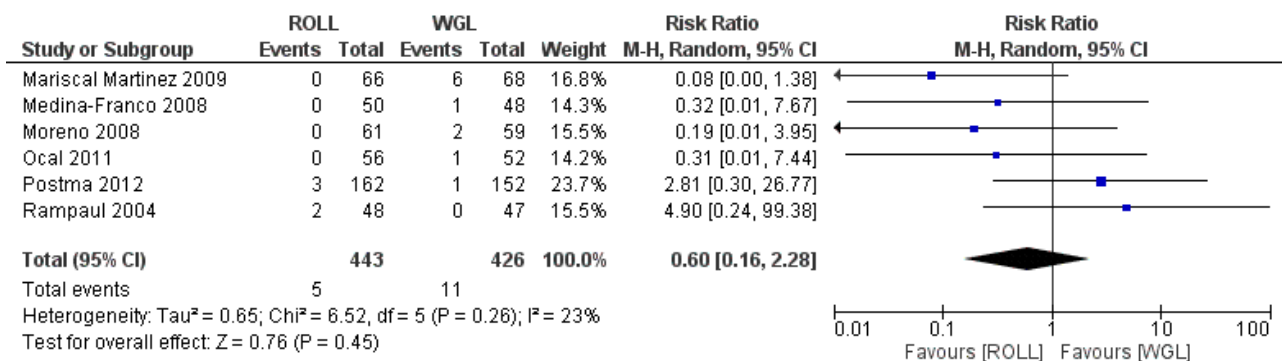 ROLL WGL Risk Ratio Risk Ratio
Study or Subgroup Events Total Events Total Weight M-H, Random, 95% CI M-H, Random, 95% CI
Mariscal Martinez 2009 0 66 6 68 16.8% 0.08 [0.00, 1.38]
Medina-Franco 2008 0 50 1 48 14.3% 0.32 [0.01, 7.67]
Moreno 2008 0 61 2 59 15.5% 0.19 [0.01, 3.95]
Ocal 2011 0 56 1 52 14.2% 0.31 [0.01, 7.44]
Postma 2012 3 162 1 152 23.7% 2.81 [0.30, 26.77]
Rampaul 2004 2 48 0 47 15.5% 4.90 [0.24, 99.38]
Total (95% CI) 443 426 100.0% 0.60 [0.16, 2.28]
Total events 5 11
Heterogeneity: Tau² = 0.65; Chi² = 6.52, df = 5 (P = 0.26); I² = 23%
Test for overall effect: Z = 0.76 (P = 0.45)
0.01 0.1 1 10 100
Favours [ROLL] Favours [WGL]